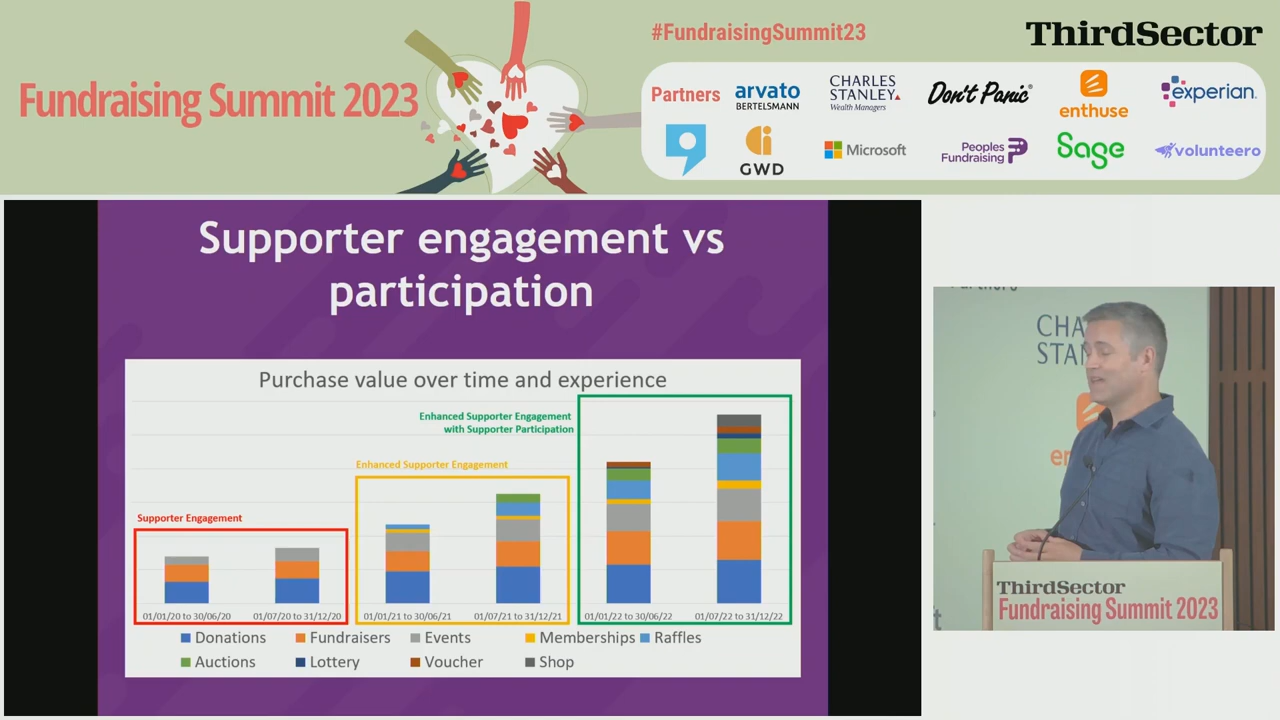 Fundraising Summit 2023
#FundraisingSummit23
ThirdSector
Partners
arvato
BERTELSMANN
CHARLES
STANLEY
Wealth Managers
Don't Panic
enthuse
experian.
GWD
Microsoft
Peoples
Fundraising
Sage
volunteero
Supporter engagement vs
participation
Purchase value over time and experience
Enhanced Supporter Engagement
with Supporter Participation
Enhanced Supporter Engagement
Supporter Engagement
01/01/20 to 30/06/20
01/07/20 to 31/12/20
01/01/21 to 30/06/21
01/07/21 to 31/12/21
01/01/22 to 30/06/22
01/07/22 to 31/12/22
Donations
Fundraisers
Events
Memberships
Raffles
Auctions
Lottery
Voucher
Shop
Partners
CHA
STAN
en
ThirdSector
Fundraising Summit 2023